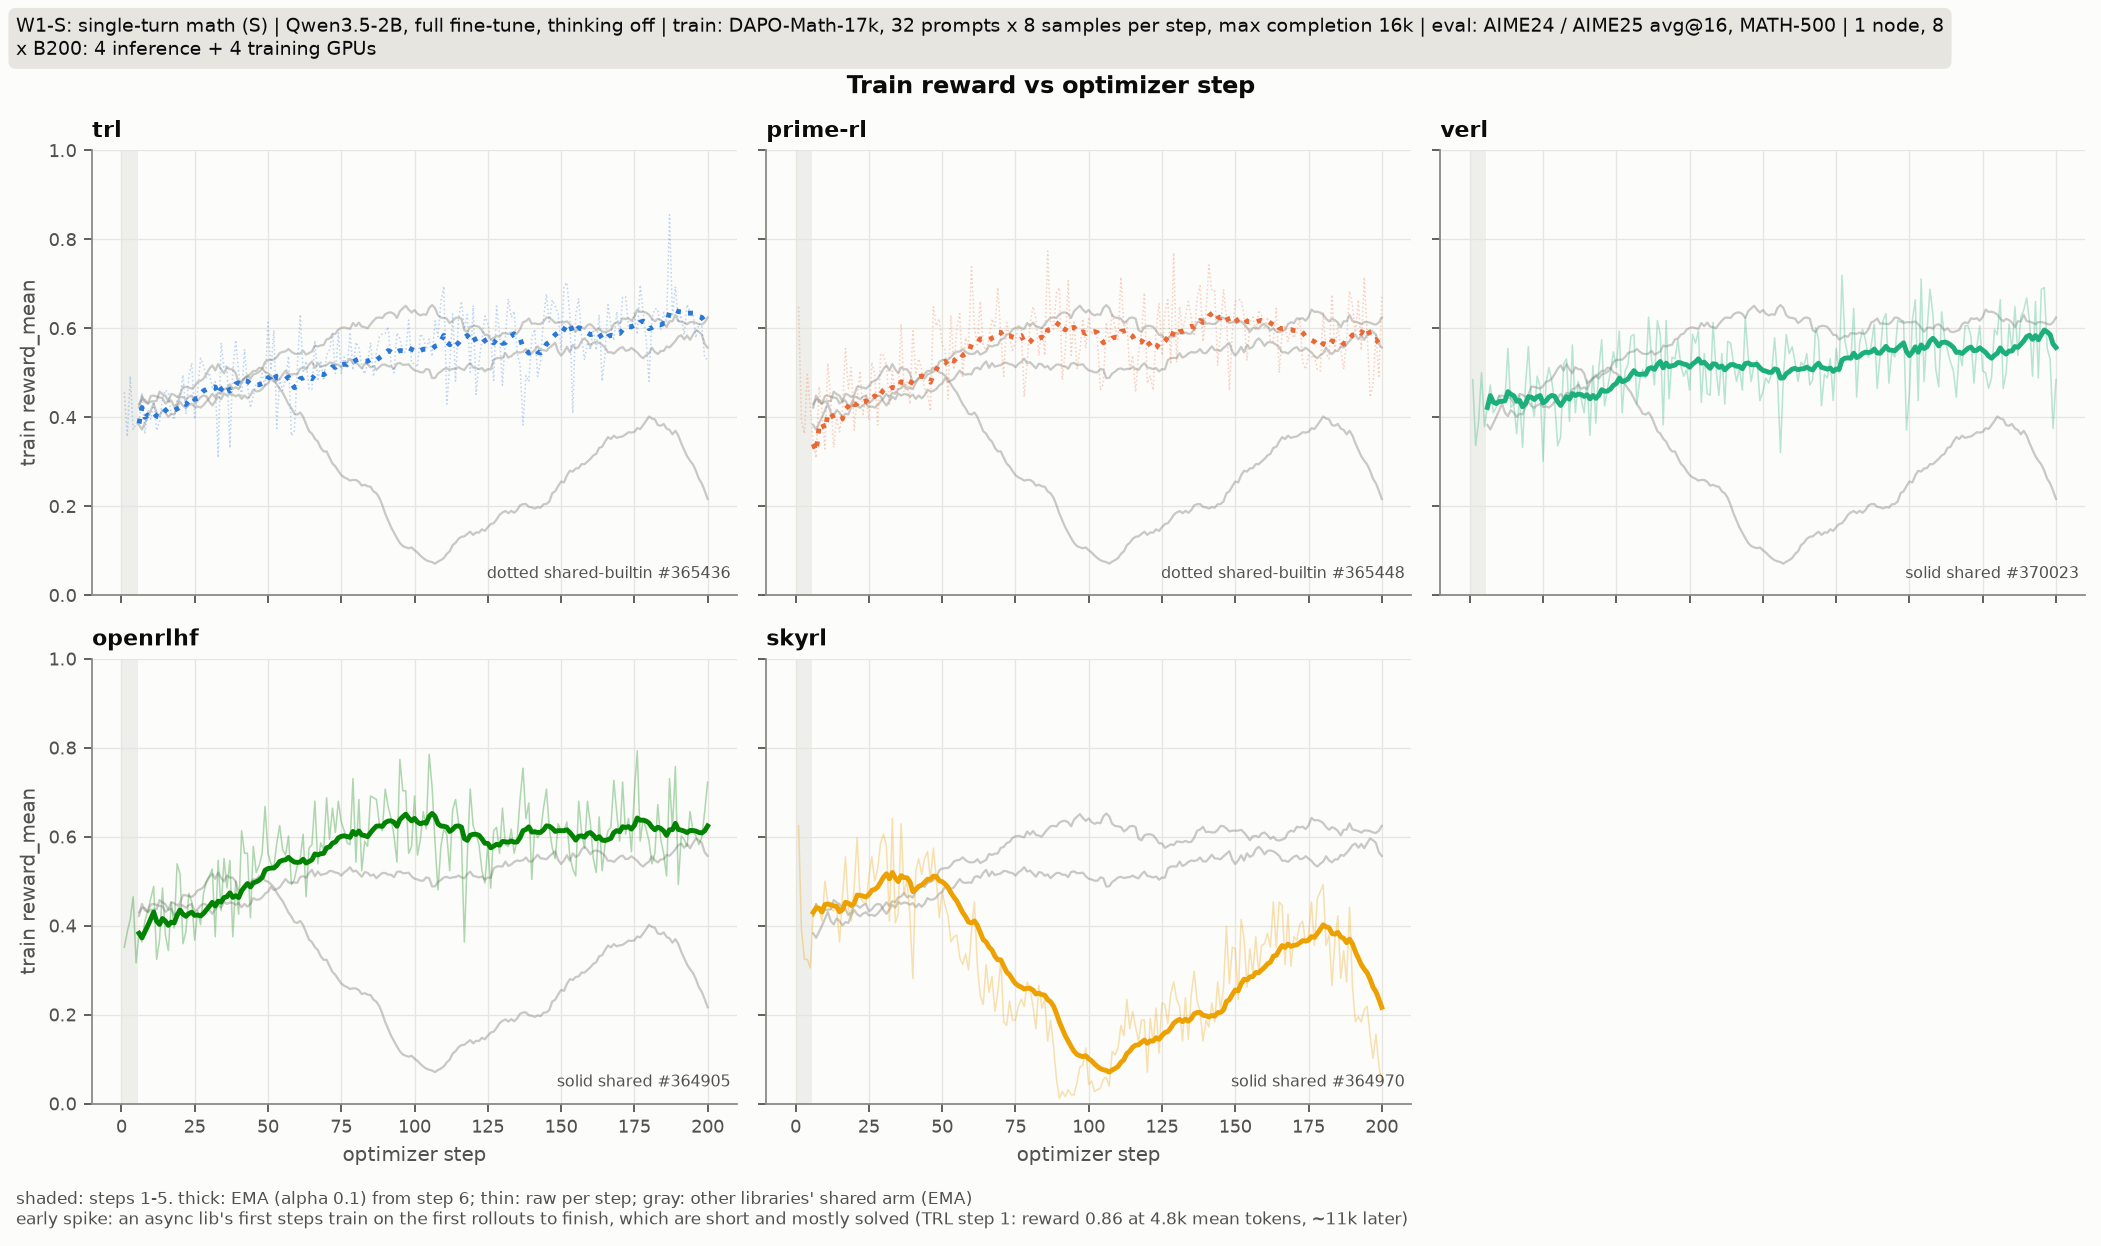 W1-S: single-turn math (S) | Qwen3.5-2B, full fine-tune, thinking off | train: DAPO-Math-17k, 32 prompts x 8 samples per step, max completion 16k | eval: AIME24 / AIME25 avg@16, MATH-500 | 1 node, 8
x B200: 4 inference + 4 training GPUs
Train reward vs optimizer step
trl
prime-rl
verl
1.0
0.8
0.6
0.4
0.2
0.0
train reward_mean
dotted shared-builtin #365436
dotted shared-builtin #365448
solid shared #370023
openrlhf
skyrl
1.0
0.8
0.6
0.4
0.2
0.0
train reward_mean
solid shared #364905
solid shared #364970
0 25 50 75 100 125 150 175 200
0 25 50 75 100 125 150 175 200
optimizer step
optimizer step
shaded: steps 1-5. thick: EMA (alpha 0.1) from step 6; thin: raw per step; gray: other libraries' shared arm (EMA)
early spike: an async lib's first steps train on the first rollouts to finish, which are short and mostly solved (TRL step 1: reward 0.86 at 4.8k mean tokens, ~11k later)